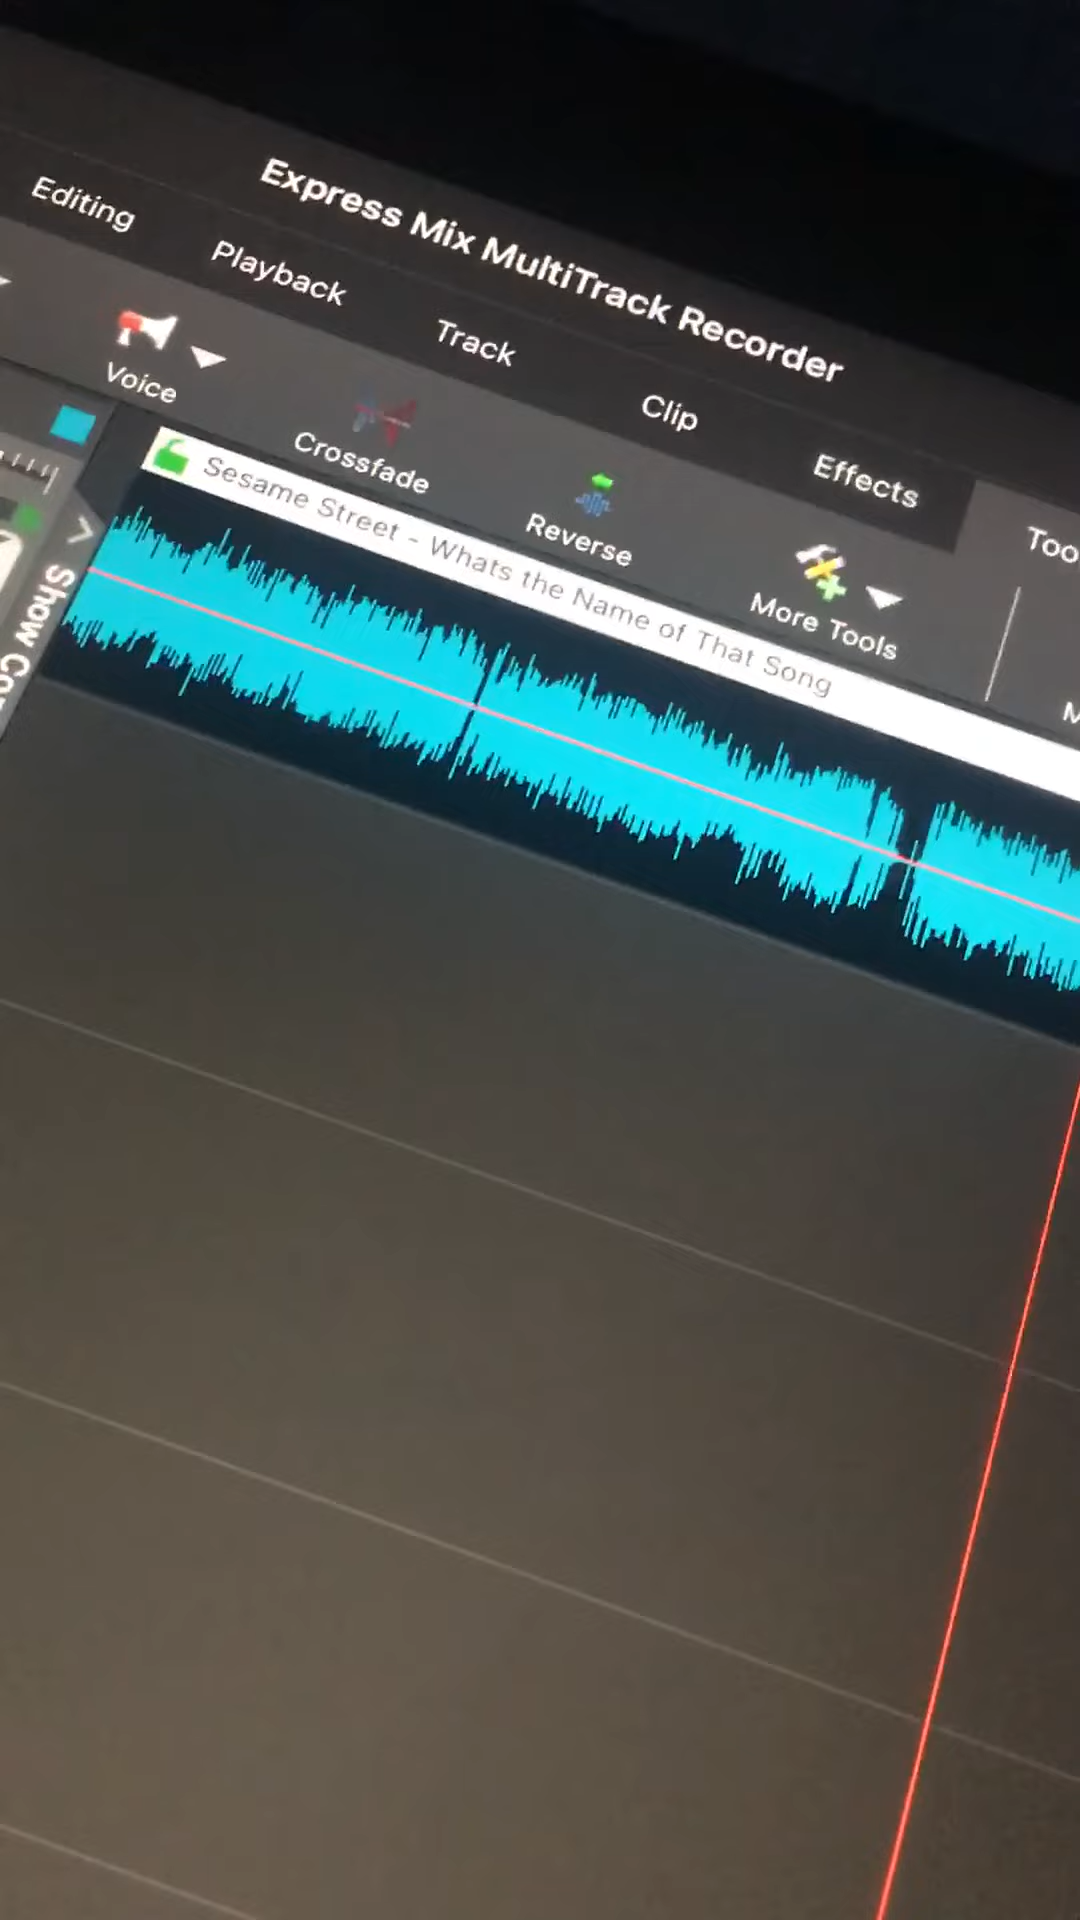 Express Mix MultiTrack Recorder
Editing
Playback
Track
Clip
Effects
Voice
Crossfade
Reverse
More Tools
Sesame Street - Whats the Name of That Song
Show